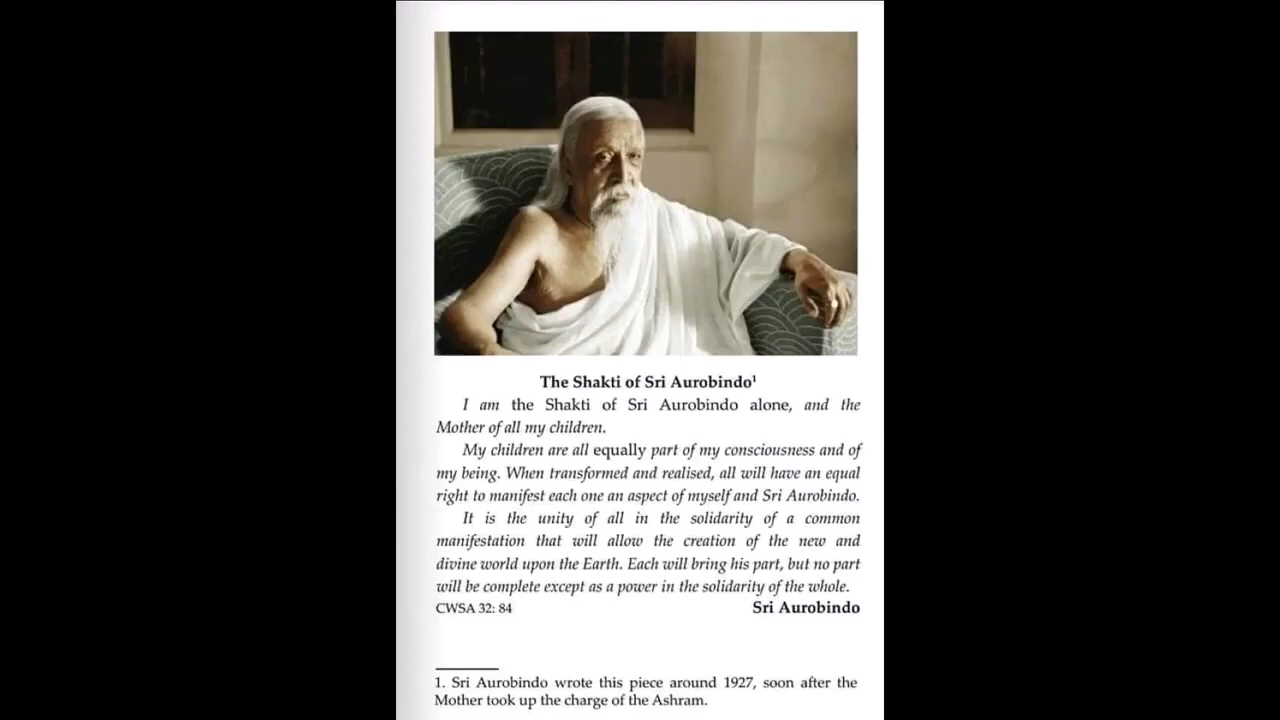 The Shakti of Sri Aurobindo¹
I am the Shakti of Sri Aurobindo alone, and the
Mother of all my children.
My children are all equally part of my consciousness and of
my being. When transformed and realised, all will have an equal
right to manifest each one an aspect of myself and Sri Aurobindo.
It is the unity of all in the solidarity of a common
manifestation that will allow the creation of the new and
divine world upon the Earth. Each will bring his part, but no part
will be complete except as a power in the solidarity of the whole.
CWSA 32: 84 Sri Aurobindo
1. Sri Aurobindo wrote this piece around 1927, soon after the
Mother took up the charge of the Ashram.